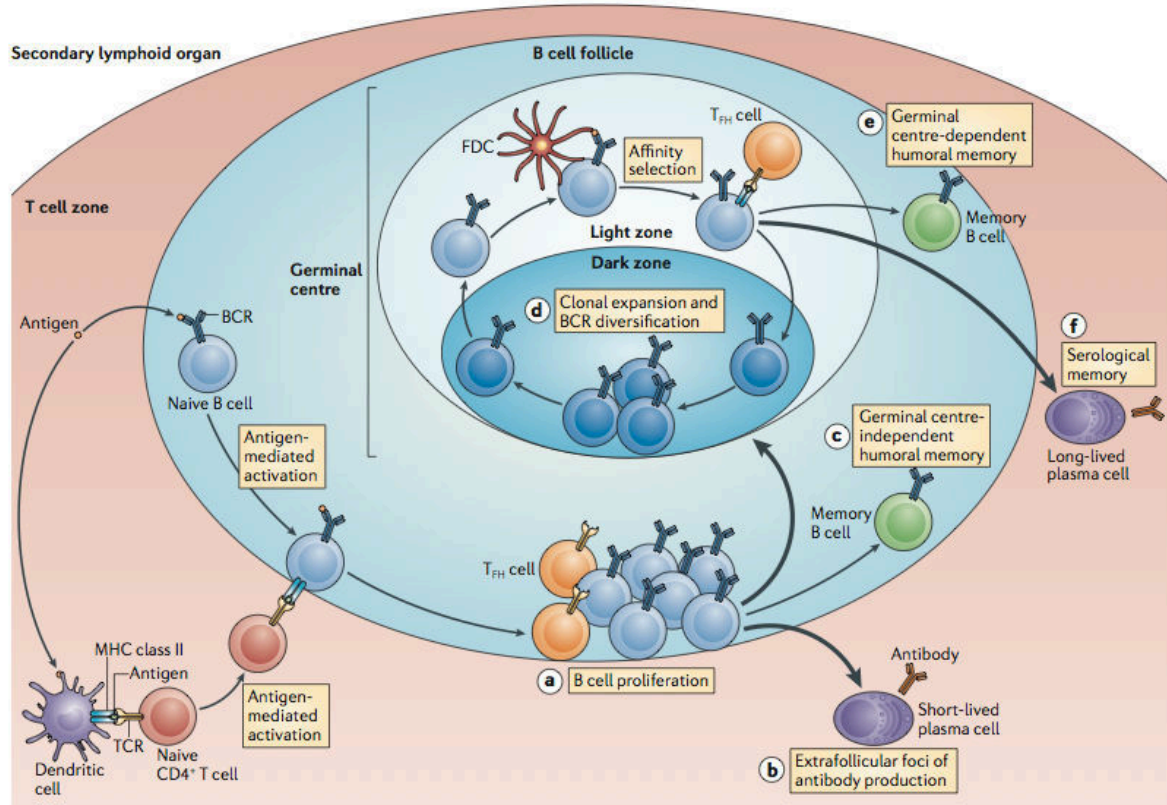 Secondary lymphoid organ
B cell follicle
T cell zone
Germinal
centre
FDC
Affinity
selection
T_FH cell
e
Germinal
centre-dependent
humoral memory
Memory
B cell
Light zone
Dark zone
d
Clonal expansion and
BCR diversification
Antigen
BCR
Naive B cell
Antigen-
mediated
activation
f
Serological
memory
Long-lived
plasma cell
c
Germinal centre-
independent
humoral memory
Memory
B cell
T_FH cell
MHC class II
Antigen
TCR
Dendritic
cell
Naive
CD4⁺ T cell
Antigen-
mediated
activation
a
B cell proliferation
Antibody
Short-lived
plasma cell
b
Extrafollicular foci of
antibody production